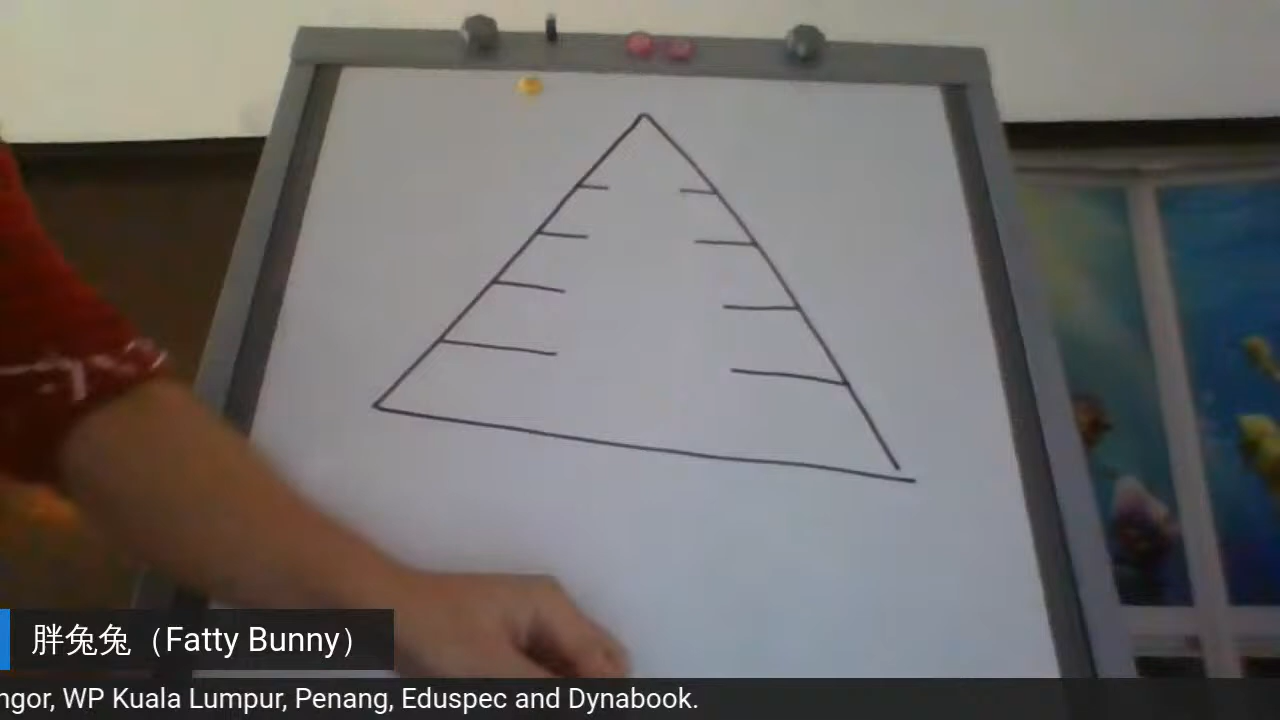 胖兔兔（Fatty Bunny）
ngor, WP Kuala Lumpur, Penang, Eduspec and Dynabook.